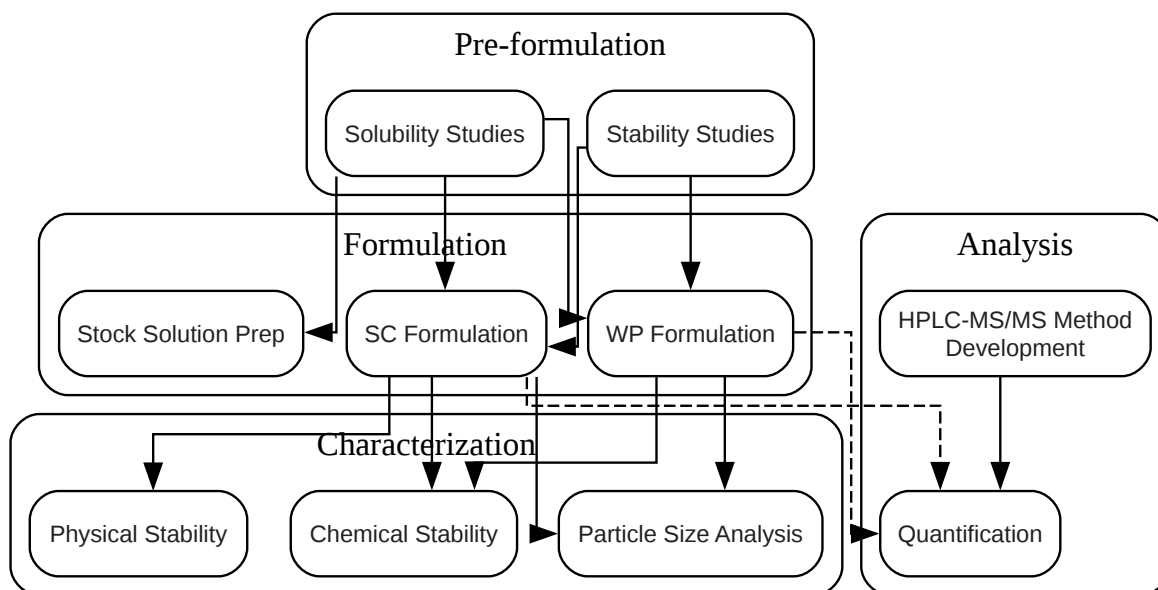 Pre-formulation
Solubility Studies
Stability Studies
Formulation
Analysis
Stock Solution Prep
SC Formulation
WP Formulation
HPLC-MS/MS Method
Development
Characterization
Physical Stability
Chemical Stability
Particle Size Analysis
Quantification